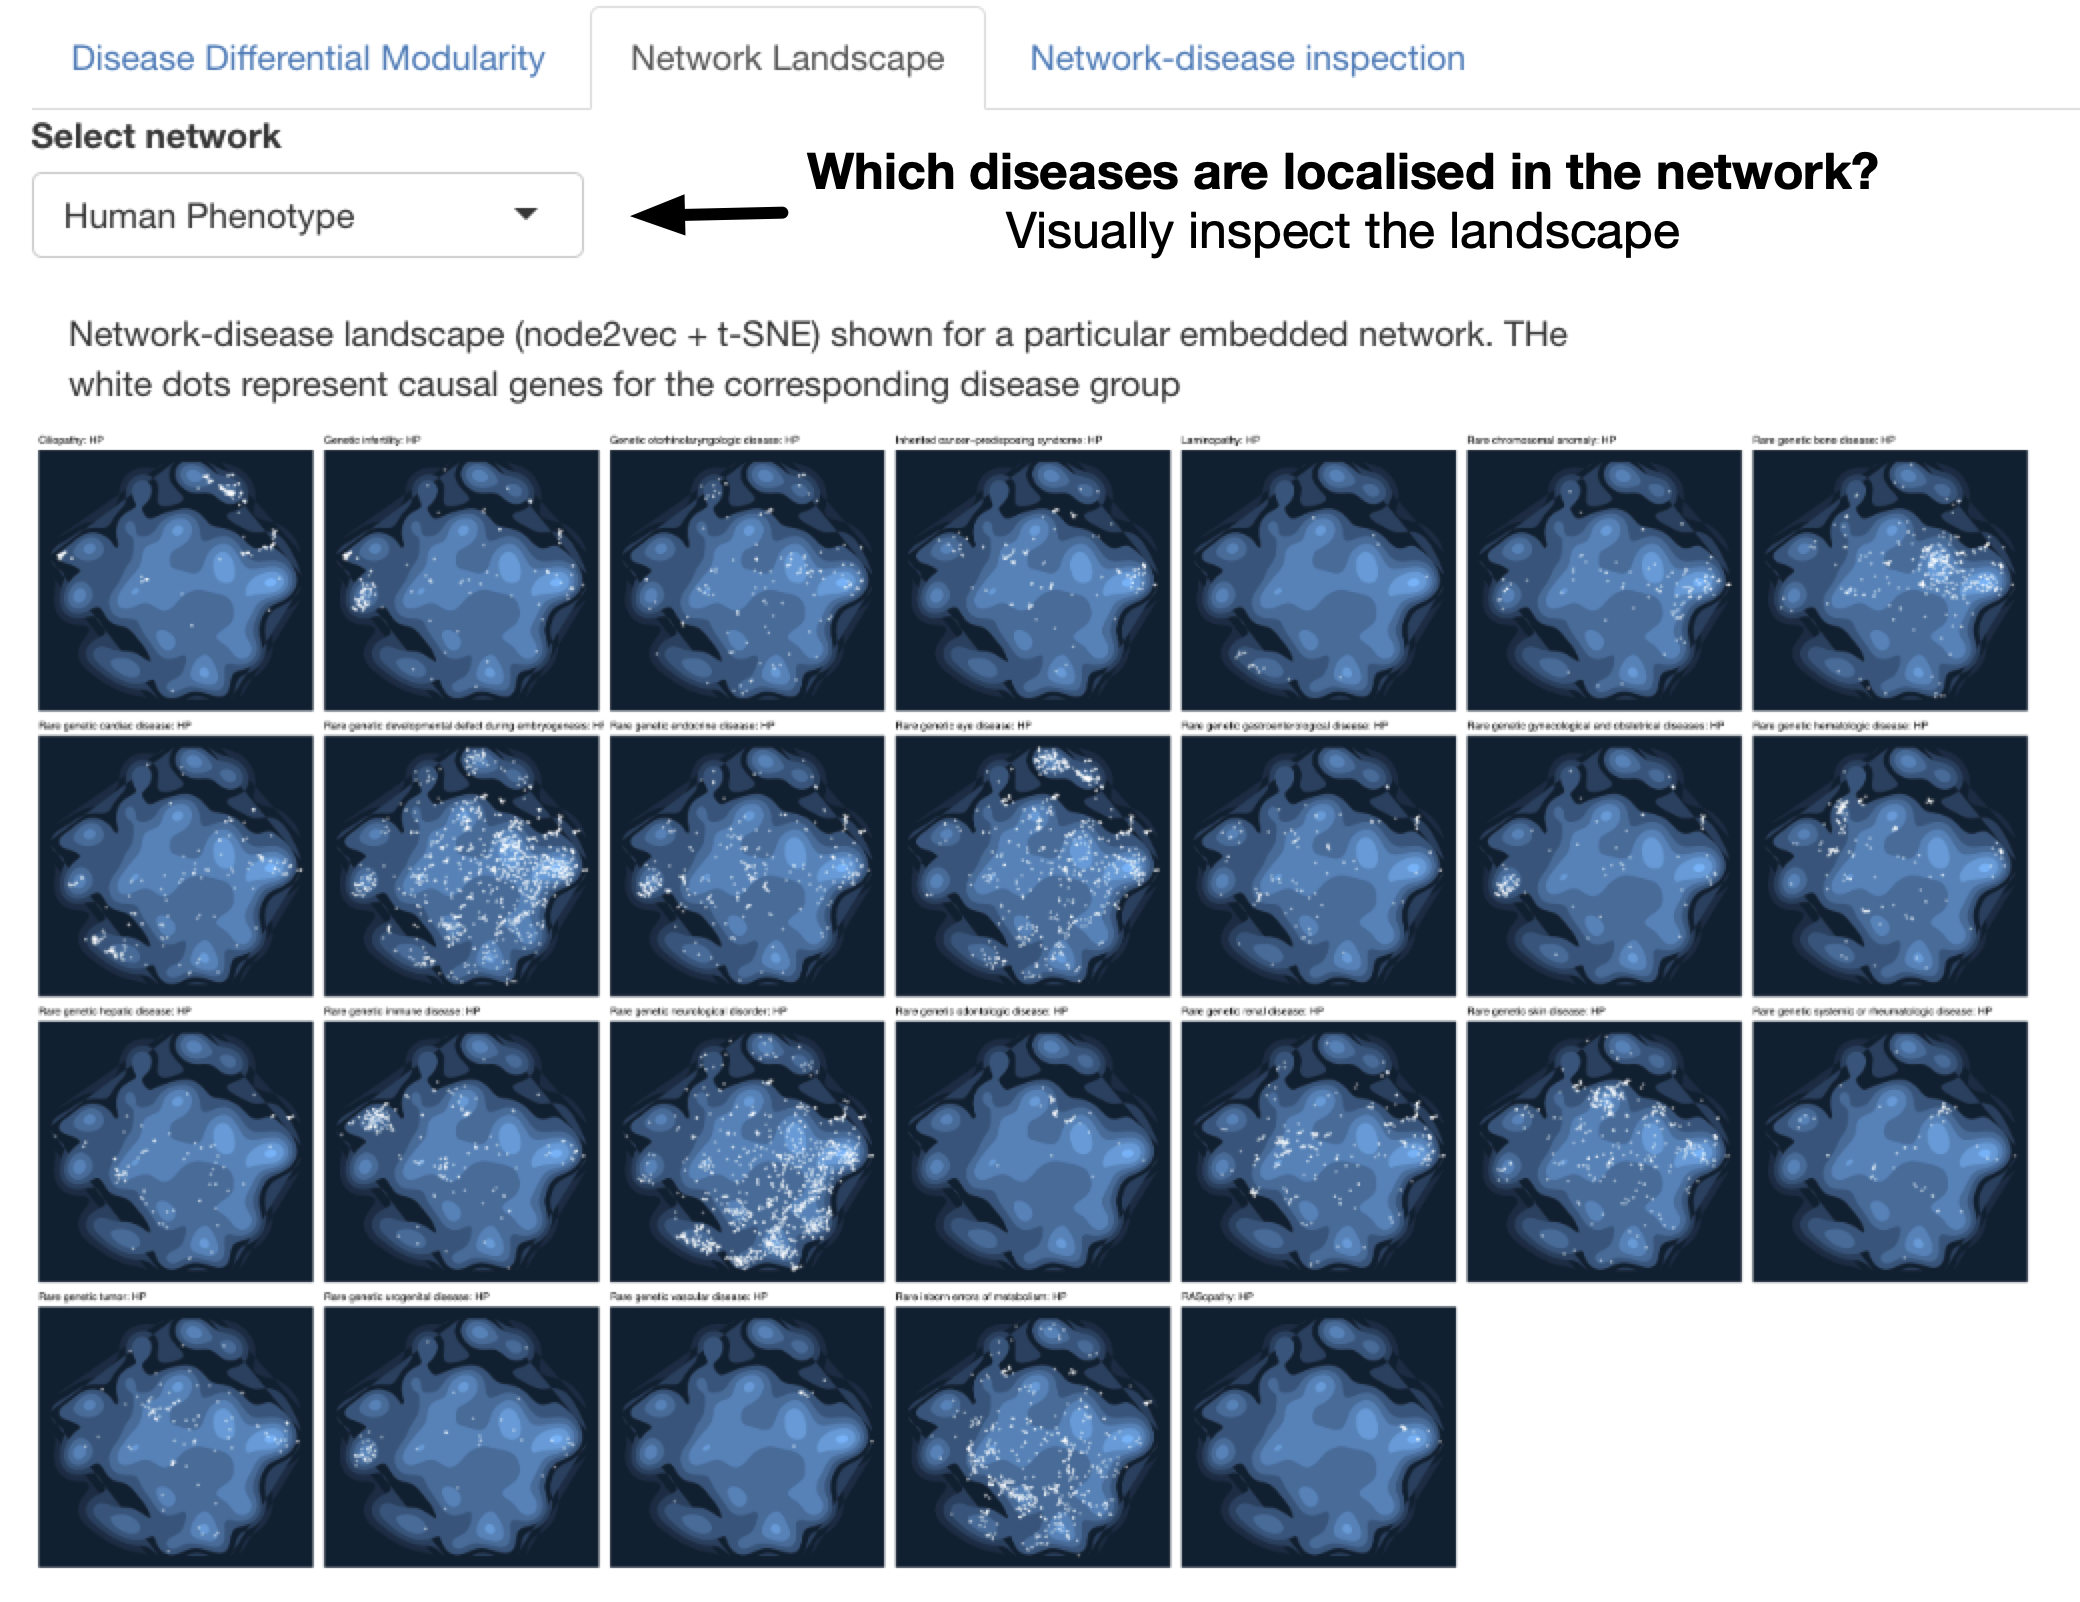 Disease Differential Modularity
Network Landscape
Network-disease inspection
Select network
Human Phenotype
Which diseases are localised in the network?
Visually inspect the landscape
Network-disease landscape (node2vec + t-SNE) shown for a particular embedded network. THe
white dots represent causal genes for the corresponding disease group
Ciliopathy: HP
Genetic infertility: HP
Genetic otorhinolaryngologic disease: HP
Inherited cancer-predisposing syndrome: HP
Laminopathy: HP
Rare chromosomal anomaly: HP
Rare genetic bone disease: HP
Rare genetic cardiac disease: HP
Rare genetic developmental defect during embryogenesis: HP
Rare genetic endocrine disease: HP
Rare genetic eye disease: HP
Rare genetic gastroenterological disease: HP
Rare genetic gynecological and obstetrical diseases: HP
Rare genetic hematologic disease: HP
Rare genetic hepatic disease: HP
Rare genetic immune disease: HP
Rare genetic neurological disorder: HP
Rare genetic odontologic disease: HP
Rare genetic renal disease: HP
Rare genetic skin disease: HP
Rare genetic systemic or rheumatologic disease: HP
Rare genetic tumor: HP
Rare genetic urogenital disease: HP
Rare genetic vascular disease: HP
Rare inborn errors of metabolism: HP
RASopathy: HP